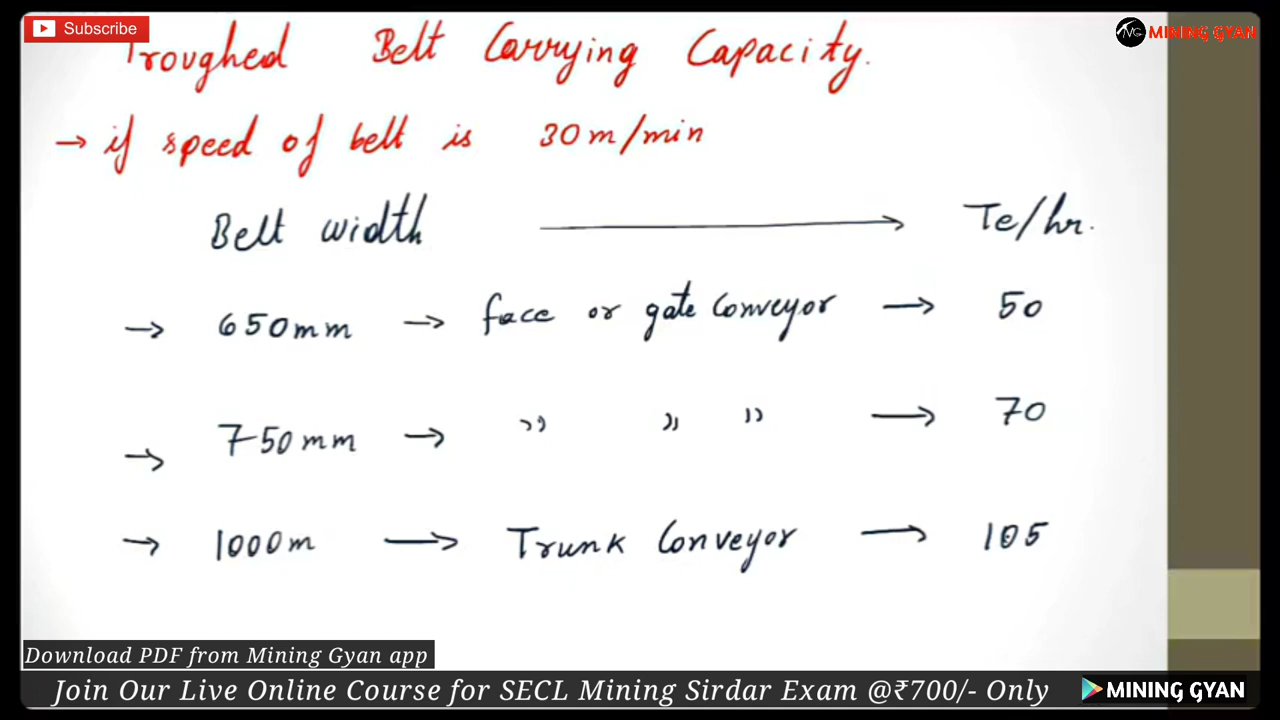 Subscribe
MINING GYAN
Troughed Belt Carrying Capacity.
→ if speed of belt is 30m/min
Belt width → Te/hr.
→ 650mm → face or gate Conveyor → 50
→ 750mm → " " " → 70
→ 1000m → Trunk Conveyor → 105
Download PDF from Mining Gyan app
Join Our Live Online Course for SECL Mining Sirdar Exam @₹700/- Only
MINING GYAN